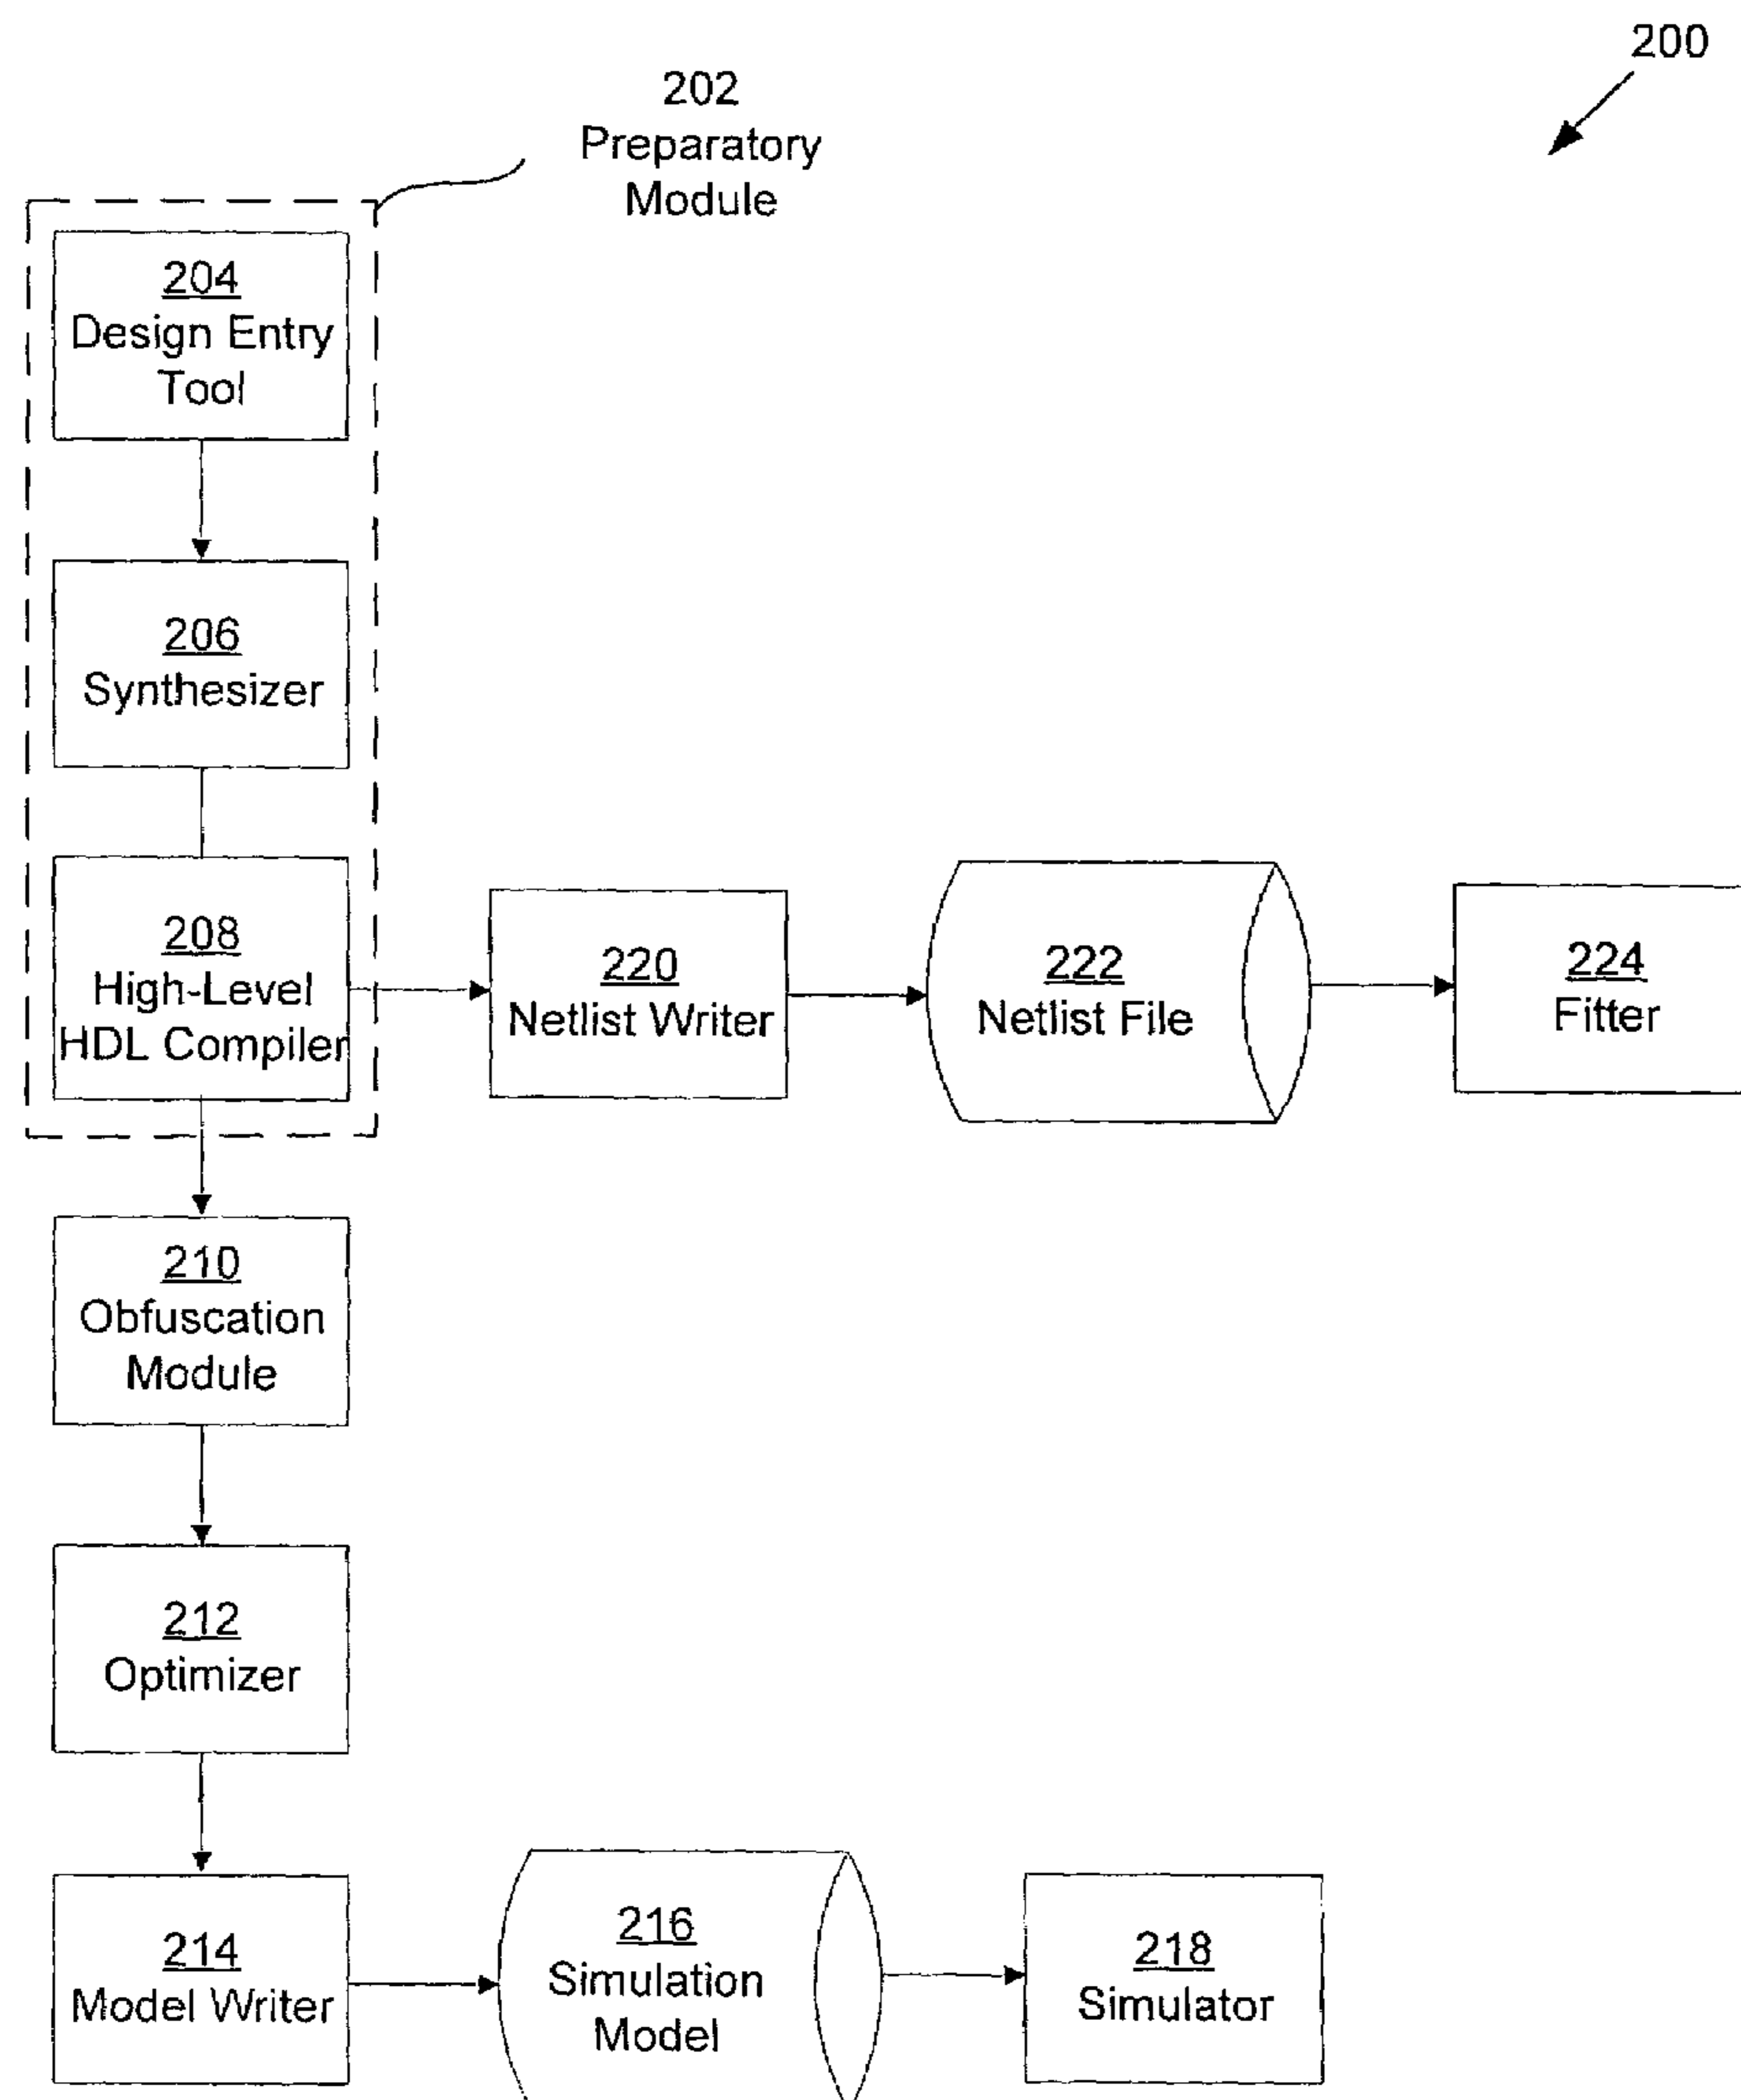 200
202
Preparatory
Module
204
Design Entry
Tool
206
Synthesizer
208
High-Level
HDL Compiler
220
Netlist Writer
222
Netlist File
224
Fitter
210
Obfuscation
Module
212
Optimizer
214
Model Writer
216
Simulation
Model
218
Simulator